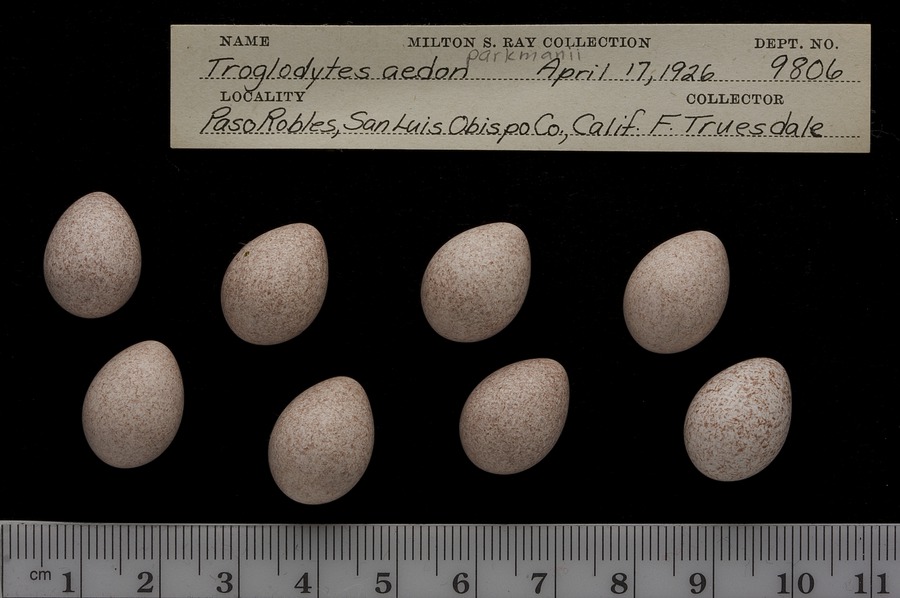 NAME MILTON S. RAY COLLECTION DEPT. NO.
parkmanii
Troglodytes aedon April 17, 1926 9806
LOCALITY COLLECTOR
Paso Robles, San Luis Obispo Co., Calif. F. Truesdale
cm 1 2 3 4 5 6 7 8 9 10 11